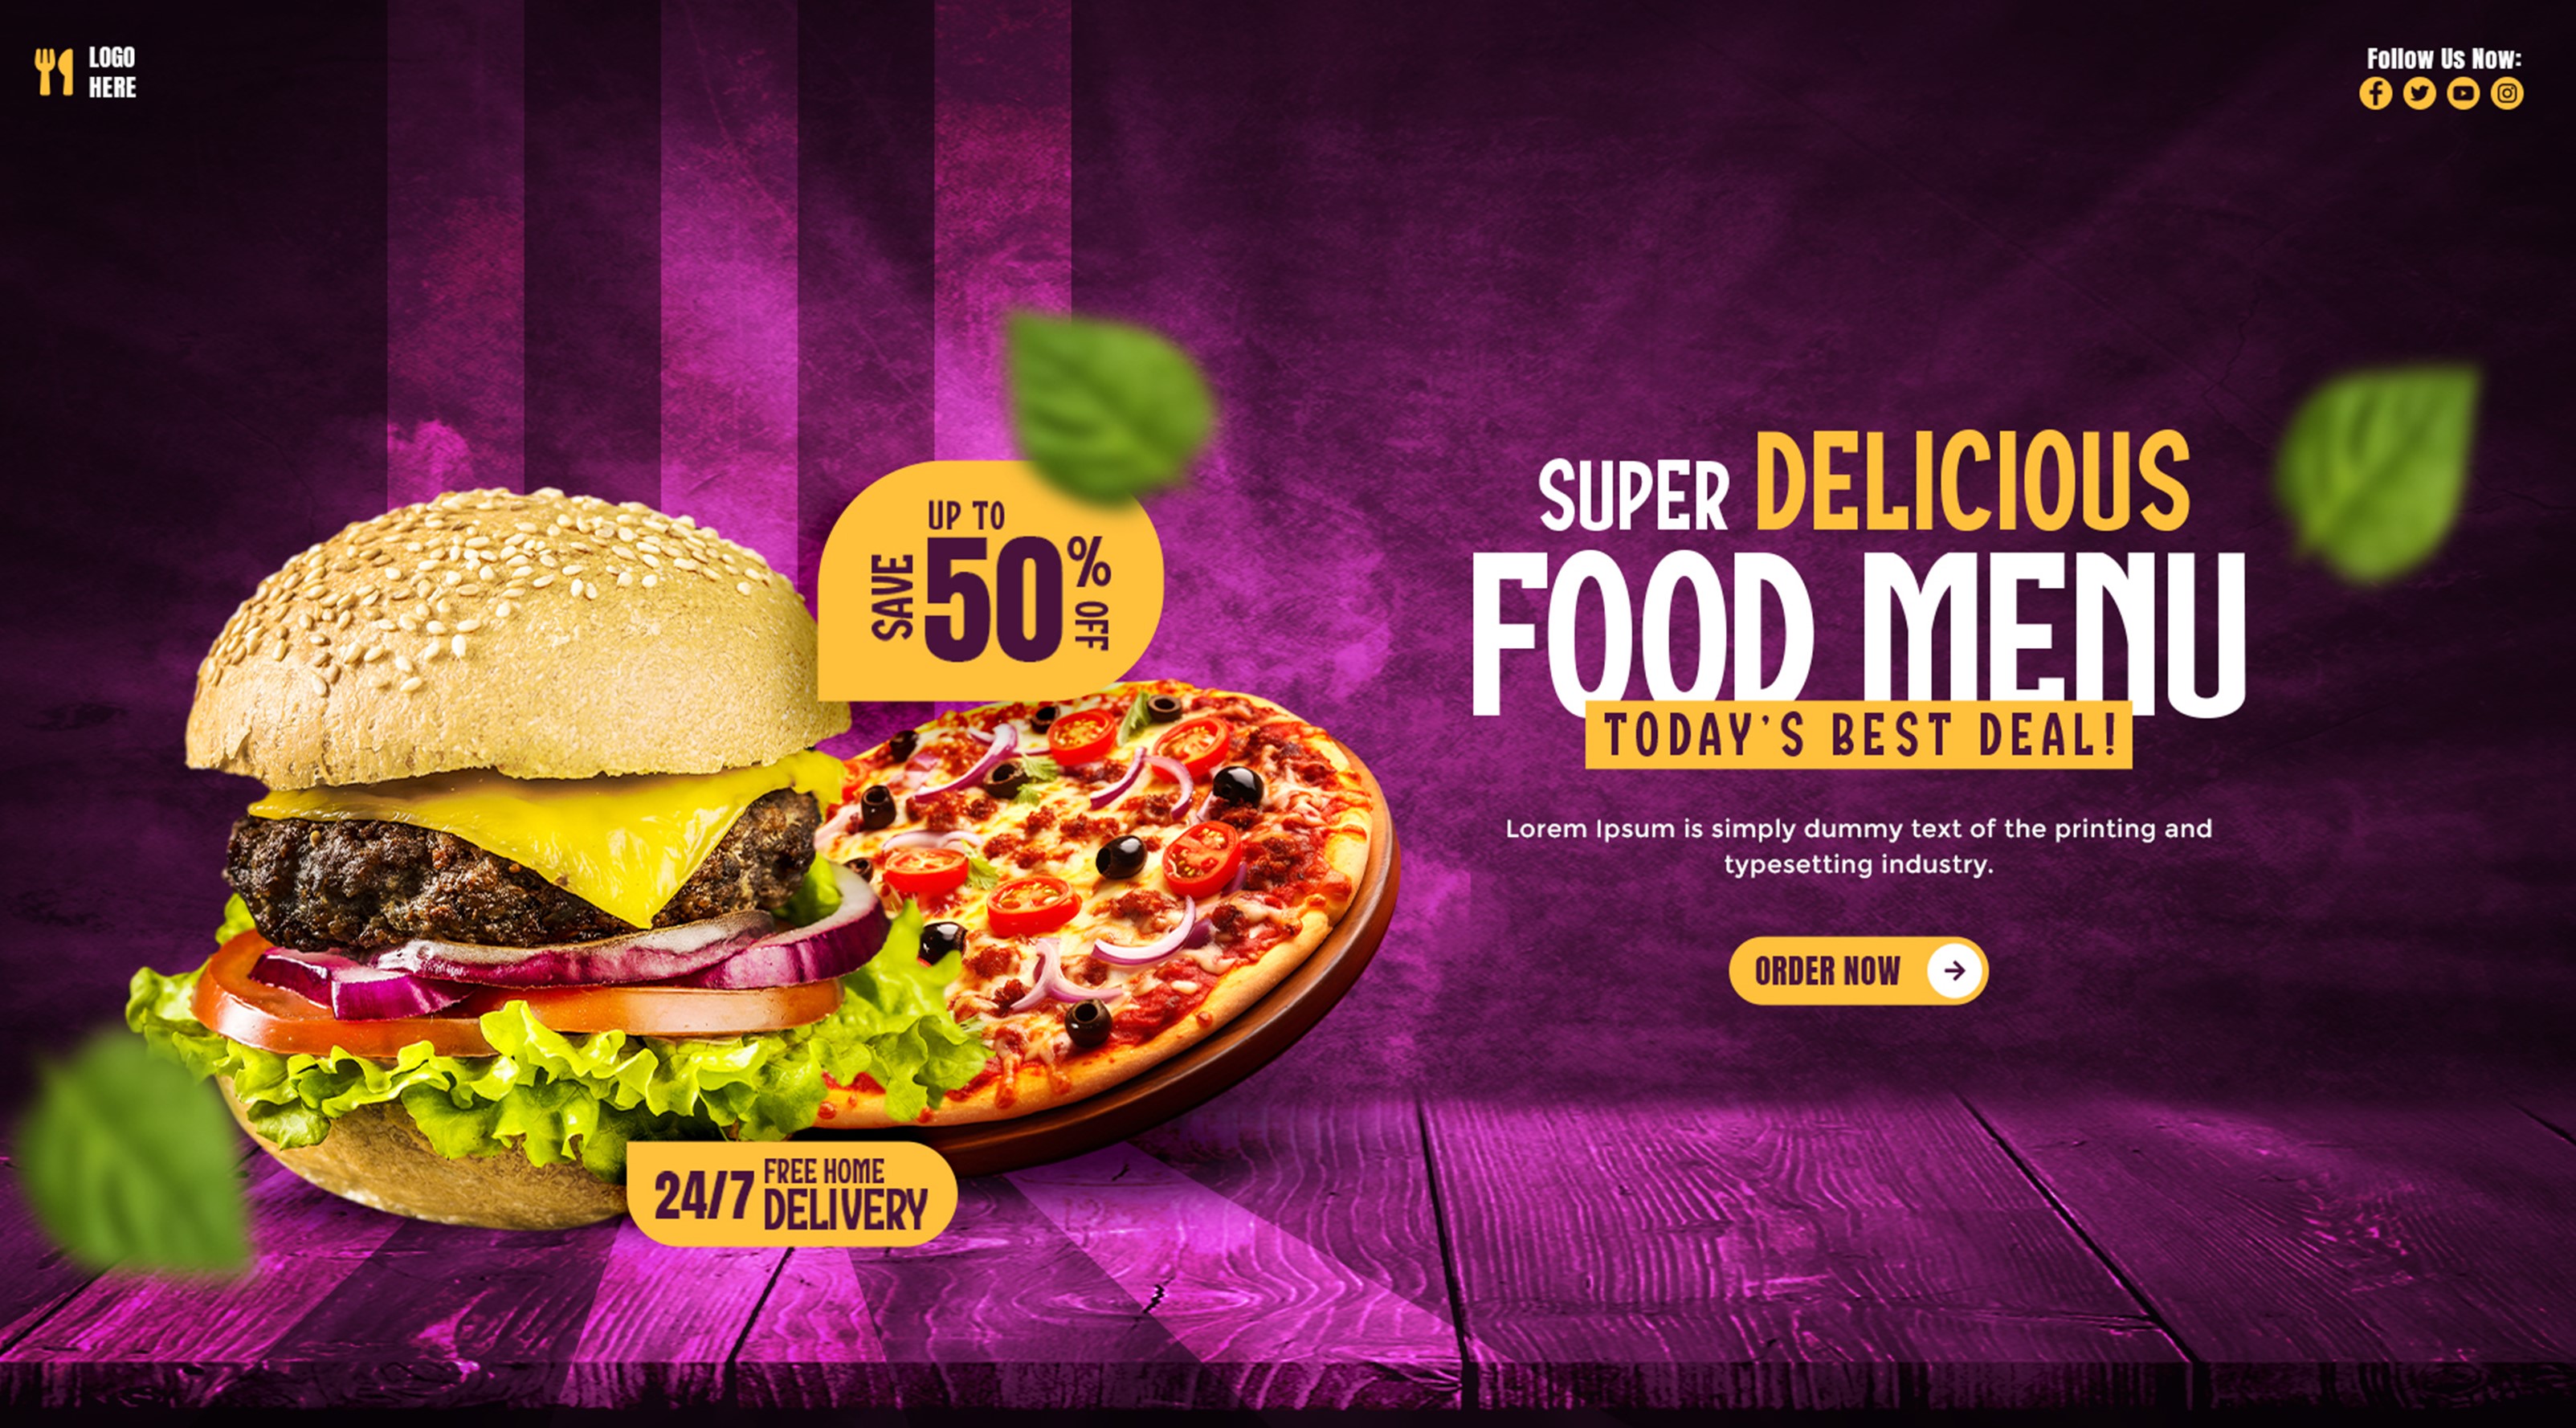 LOGO
HERE
Follow Us Now:
UP TO
SAVE
50%
OFF
SUPER DELICIOUS
FOOD MENU
TODAY'S BEST DEAL!
Lorem Ipsum is simply dummy text of the printing and
typesetting industry.
ORDER NOW
24/7
FREE HOME
DELIVERY